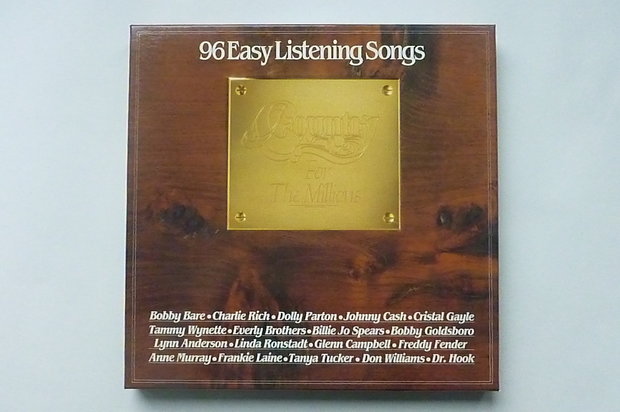 96 Easy Listening Songs
Country
For
The Millions
Bobby Bare • Charlie Rich • Dolly Parton • Johnny Cash • Cristal Gayle
Tammy Wynette • Everly Brothers • Billie Jo Spears • Bobby Goldsboro
Lynn Anderson • Linda Ronstadt • Glenn Campbell • Freddy Fender
Anne Murray • Frankie Laine • Tanya Tucker • Don Williams • Dr. Hook